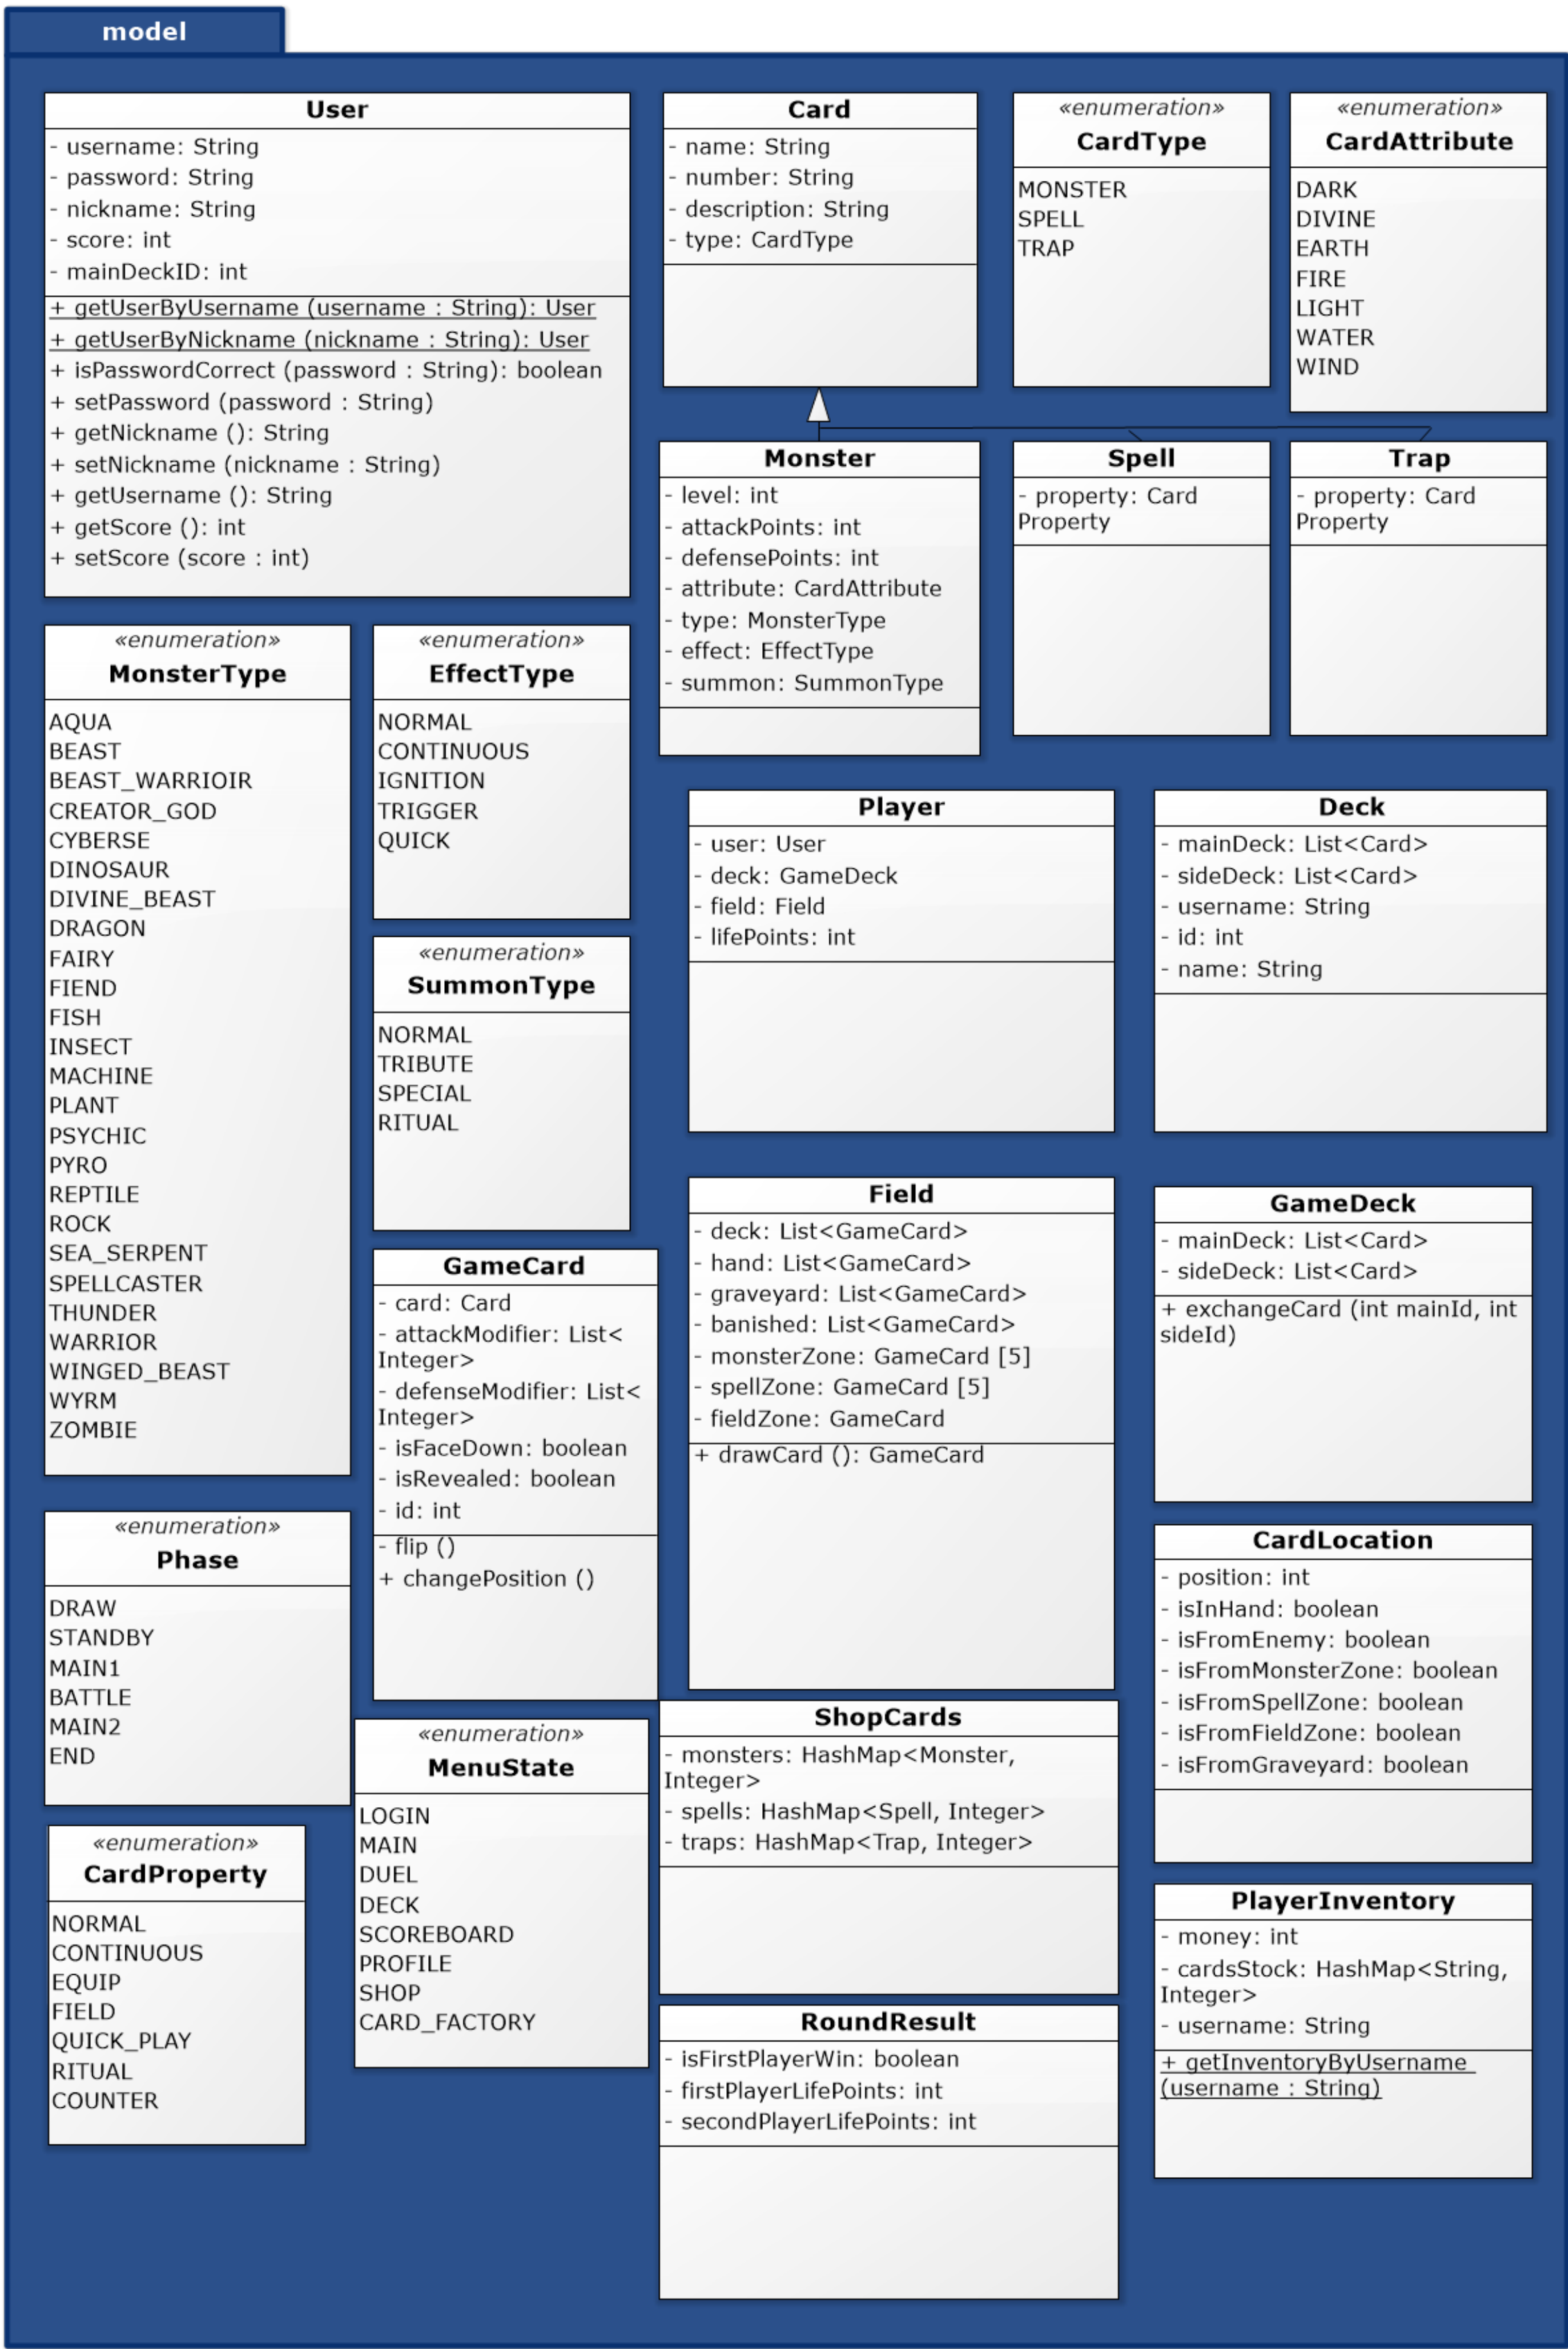 model
User
- username: String
- password: String
- nickname: String
- score: int
- mainDeckID: int
+ getUserByUsername (username : String): User
+ getUserByNickname (nickname : String): User
+ isPasswordCorrect (password : String): boolean
+ setPassword (password : String)
+ getNickname (): String
+ setNickname (nickname : String)
+ getUsername (): String
+ getScore (): int
+ setScore (score : int)
Card
- name: String
- number: String
- description: String
- type: CardType
«enumeration»
CardType
MONSTER
SPELL
TRAP
«enumeration»
CardAttribute
DARK
DIVINE
EARTH
FIRE
LIGHT
WATER
WIND
Monster
- level: int
- attackPoints: int
- defensePoints: int
- attribute: CardAttribute
- type: MonsterType
- effect: EffectType
- summon: SummonType
Spell
- property: Card
Property
Trap
- property: Card
Property
«enumeration»
MonsterType
AQUA
BEAST
BEAST_WARRIOIR
CREATOR_GOD
CYBERSE
DINOSAUR
DIVINE_BEAST
DRAGON
FAIRY
FIEND
FISH
INSECT
MACHINE
PLANT
PSYCHIC
PYRO
REPTILE
ROCK
SEA_SERPENT
SPELLCASTER
THUNDER
WARRIOR
WINGED_BEAST
WYRM
ZOMBIE
«enumeration»
EffectType
NORMAL
CONTINUOUS
IGNITION
TRIGGER
QUICK
«enumeration»
SummonType
NORMAL
TRIBUTE
SPECIAL
RITUAL
Player
- user: User
- deck: GameDeck
- field: Field
- lifePoints: int
Deck
- mainDeck: List<Card>
- sideDeck: List<Card>
- username: String
- id: int
- name: String
GameCard
- card: Card
- attackModifier: List<
Integer>
- defenseModifier: List<
Integer>
- isFaceDown: boolean
- isRevealed: boolean
- id: int
- flip ()
+ changePosition ()
Field
- deck: List<GameCard>
- hand: List<GameCard>
- graveyard: List<GameCard>
- banished: List<GameCard>
- monsterZone: GameCard [5]
- spellZone: GameCard [5]
- fieldZone: GameCard
+ drawCard (): GameCard
GameDeck
- mainDeck: List<Card>
- sideDeck: List<Card>
+ exchangeCard (int mainId, int
sideId)
«enumeration»
Phase
DRAW
STANDBY
MAIN1
BATTLE
MAIN2
END
CardLocation
- position: int
- isInHand: boolean
- isFromEnemy: boolean
- isFromMonsterZone: boolean
- isFromSpellZone: boolean
- isFromFieldZone: boolean
- isFromGraveyard: boolean
«enumeration»
MenuState
LOGIN
MAIN
DUEL
DECK
SCOREBOARD
PROFILE
SHOP
CARD_FACTORY
ShopCards
- monsters: HashMap<Monster,
Integer>
- spells: HashMap<Spell, Integer>
- traps: HashMap<Trap, Integer>
«enumeration»
CardProperty
NORMAL
CONTINUOUS
EQUIP
FIELD
QUICK_PLAY
RITUAL
COUNTER
RoundResult
- isFirstPlayerWin: boolean
- firstPlayerLifePoints: int
- secondPlayerLifePoints: int
PlayerInventory
- money: int
- cardsStock: HashMap<String,
Integer>
- username: String
+ getInventoryByUsername
(username : String)